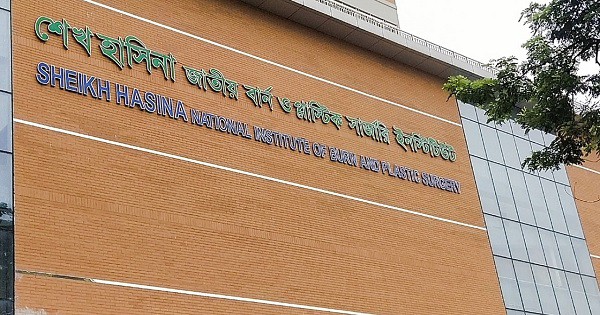 শেখ হাসিনা জাতীয় বার্ন ও প্লাস্টিক সার্জারি ইনস্টিটিউট
SHEIKH HASINA NATIONAL INSTITUTE OF BURN AND PLASTIC SURGERY